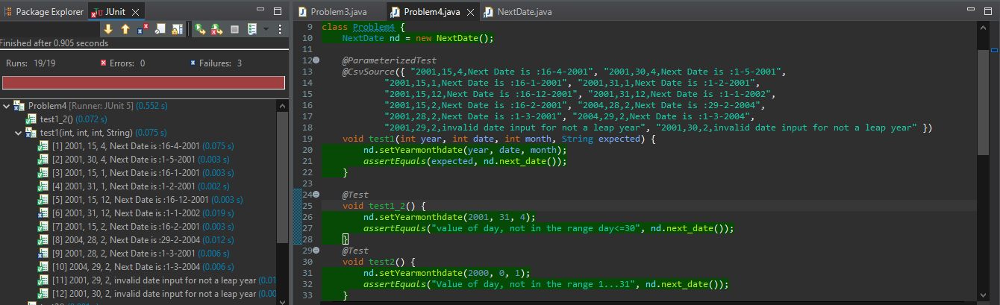 Package Explorer JUnit
Finished after 0.905 seconds
Runs: 19/19 Errors: 0 Failures: 3
Problem4 [Runner: JUnit 5] (0.552 s)
test1_2() (0.072 s)
test1(int, int, int, String) (0.075 s)
[1] 2001, 15, 4, Next Date is :16-4-2001 (0.075 s)
[2] 2001, 30, 4, Next Date is :1-5-2001 (0.003 s)
[3] 2001, 15, 1, Next Date is :16-1-2001 (0.003 s)
[4] 2001, 31, 1, Next Date is :1-2-2001 (0.002 s)
[5] 2001, 15, 12, Next Date is :16-12-2001 (0.003 s)
[6] 2001, 31, 12, Next Date is :1-1-2002 (0.019 s)
[7] 2001, 15, 2, Next Date is :16-2-2001 (0.003 s)
[8] 2004, 28, 2, Next Date is :29-2-2004 (0.012 s)
[9] 2001, 28, 2, Next Date is :1-3-2001 (0.006 s)
[10] 2004, 29, 2, Next Date is :1-3-2004 (0.006 s)
[11] 2001, 29, 2, invalid date input for not a leap year (0.01
[12] 2001, 30, 2, invalid date input for not a leap year (0.00
Problem3.java Problem4.java NextDate.java
9 class Problem4 {
10 NextDate nd = new NextDate();
11
12 @ParameterizedTest
13 @CsvSource({ "2001,15,4,Next Date is :16-4-2001", "2001,30,4,Next Date is :1-5-2001",
14 "2001,15,1,Next Date is :16-1-2001", "2001,31,1,Next Date is :1-2-2001",
15 "2001,15,12,Next Date is :16-12-2001", "2001,31,12,Next Date is :1-1-2002",
16 "2001,15,2,Next Date is :16-2-2001", "2004,28,2,Next Date is :29-2-2004",
17 "2001,28,2,Next Date is :1-3-2001", "2004,29,2,Next Date is :1-3-2004",
18 "2001,29,2,invalid date input for not a leap year", "2001,30,2,invalid date input for not a leap year" })
19 void test1(int year, int date, int month, String expected) {
20 nd.setYearmonthdate(year, date, month);
21 assertEquals(expected, nd.next_date());
22 }
23
24 @Test
25 void test1_2() {
26 nd.setYearmonthdate(2001, 31, 4);
27 assertEquals("value of day, not in the range day<=30", nd.next_date());
28 }
29 @Test
30 void test2() {
31 nd.setYearmonthdate(2000, 0, 1);
32 assertEquals("Value of day, not in the range 1...31", nd.next_date());
33 }